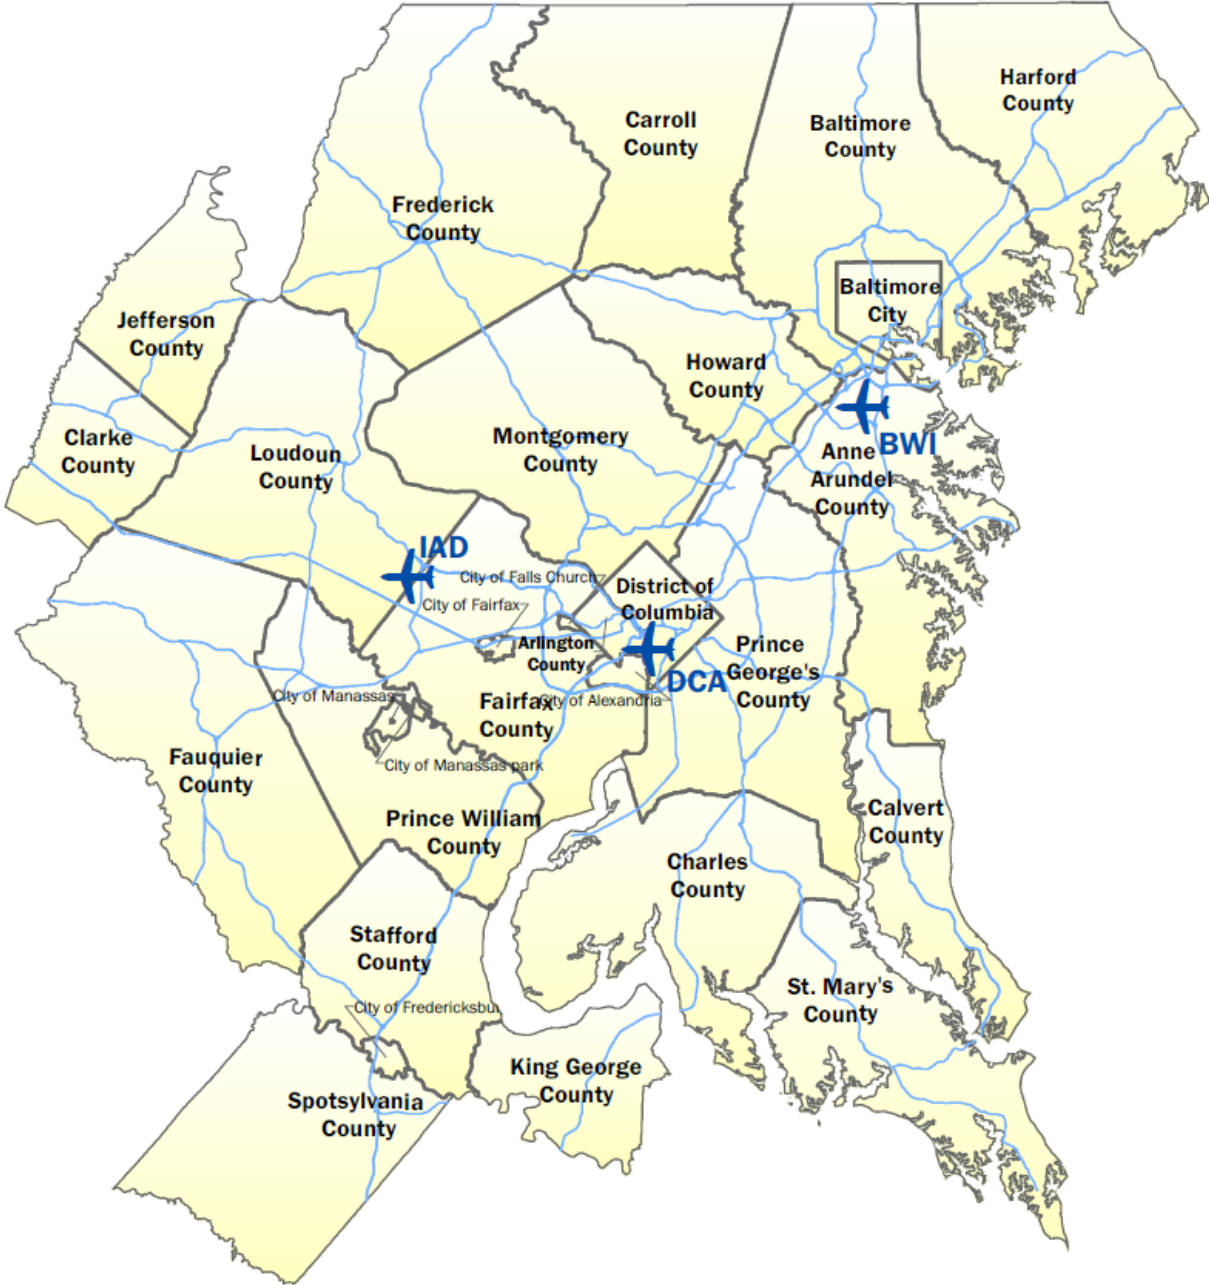 Harford
County
Carroll
County
Baltimore
County
Frederick
County
Baltimore
City
Jefferson
County
Howard
County
Clarke
County
Loudoun
County
Montgomery
County
BWI
Anne
Arundel
County
IAD
City of Falls Church
District of
Columbia
City of Fairfax
Arlington
County
Prince
George's
County
DCA
City of Manassas
Fairfax
County
City of Alexandria
Fauquier
County
City of Manassas park
Prince William
County
Calvert
County
Charles
County
Stafford
County
St. Mary's
County
City of Fredericksbu
King George
County
Spotsylvania
County